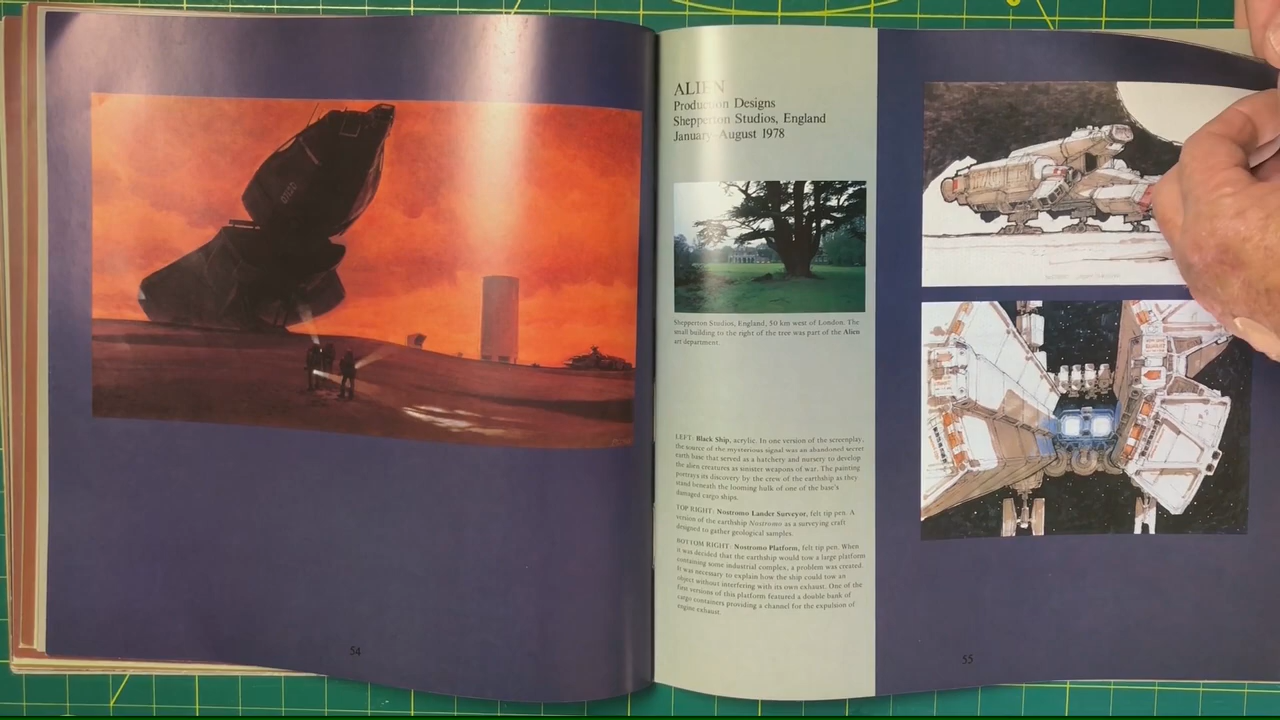 ALIEN
Production Designs
Shepperton Studios, England
January-August 1978
Shepperton Studios, England, 50 km west of London. The
small building to the right of the tree was part of the Alien
art department.
LEFT: Black Ship, acrylic. In one version of the screenplay,
the source of the mysterious signal was an abandoned secret
earth base that served as a hatchery and nursery to develop
the alien creatures as sinister weapons of war. The painting
portrays its discovery by the crew of the earthship as they
stand beneath the looming hulk of one of the base's
damaged cargo ships.
TOP RIGHT: Nostromo Lander Surveyor, felt tip pen. A
version of the earthship Nostromo as a surveying craft
designed to gather geological samples.
BOTTOM RIGHT: Nostromo Platform, felt tip pen. When
it was decided that the earthship would tow a large platform
containing some industrial complex, a problem was created.
It was necessary to explain how the ship could tow an
object without interfering with its own exhaust. One of the
first versions of this platform featured a double bank of
cargo containers providing a channel for the expulsion of
engine exhaust.
54
55